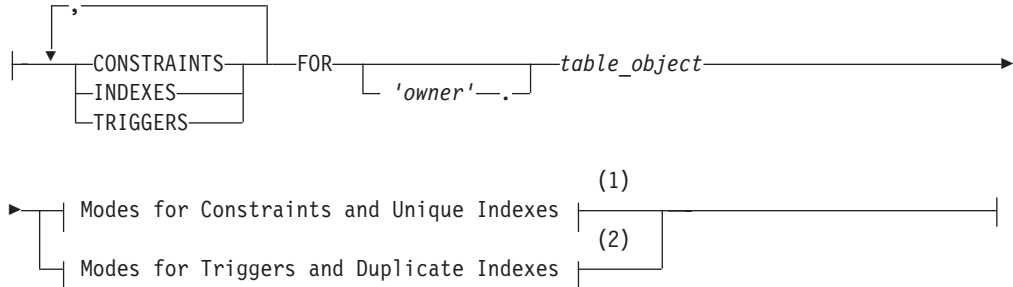 ,
CONSTRAINTS FOR table_object
INDEXES 'owner' .
TRIGGERS
(1)
Modes for Constraints and Unique Indexes
(2)
Modes for Triggers and Duplicate Indexes